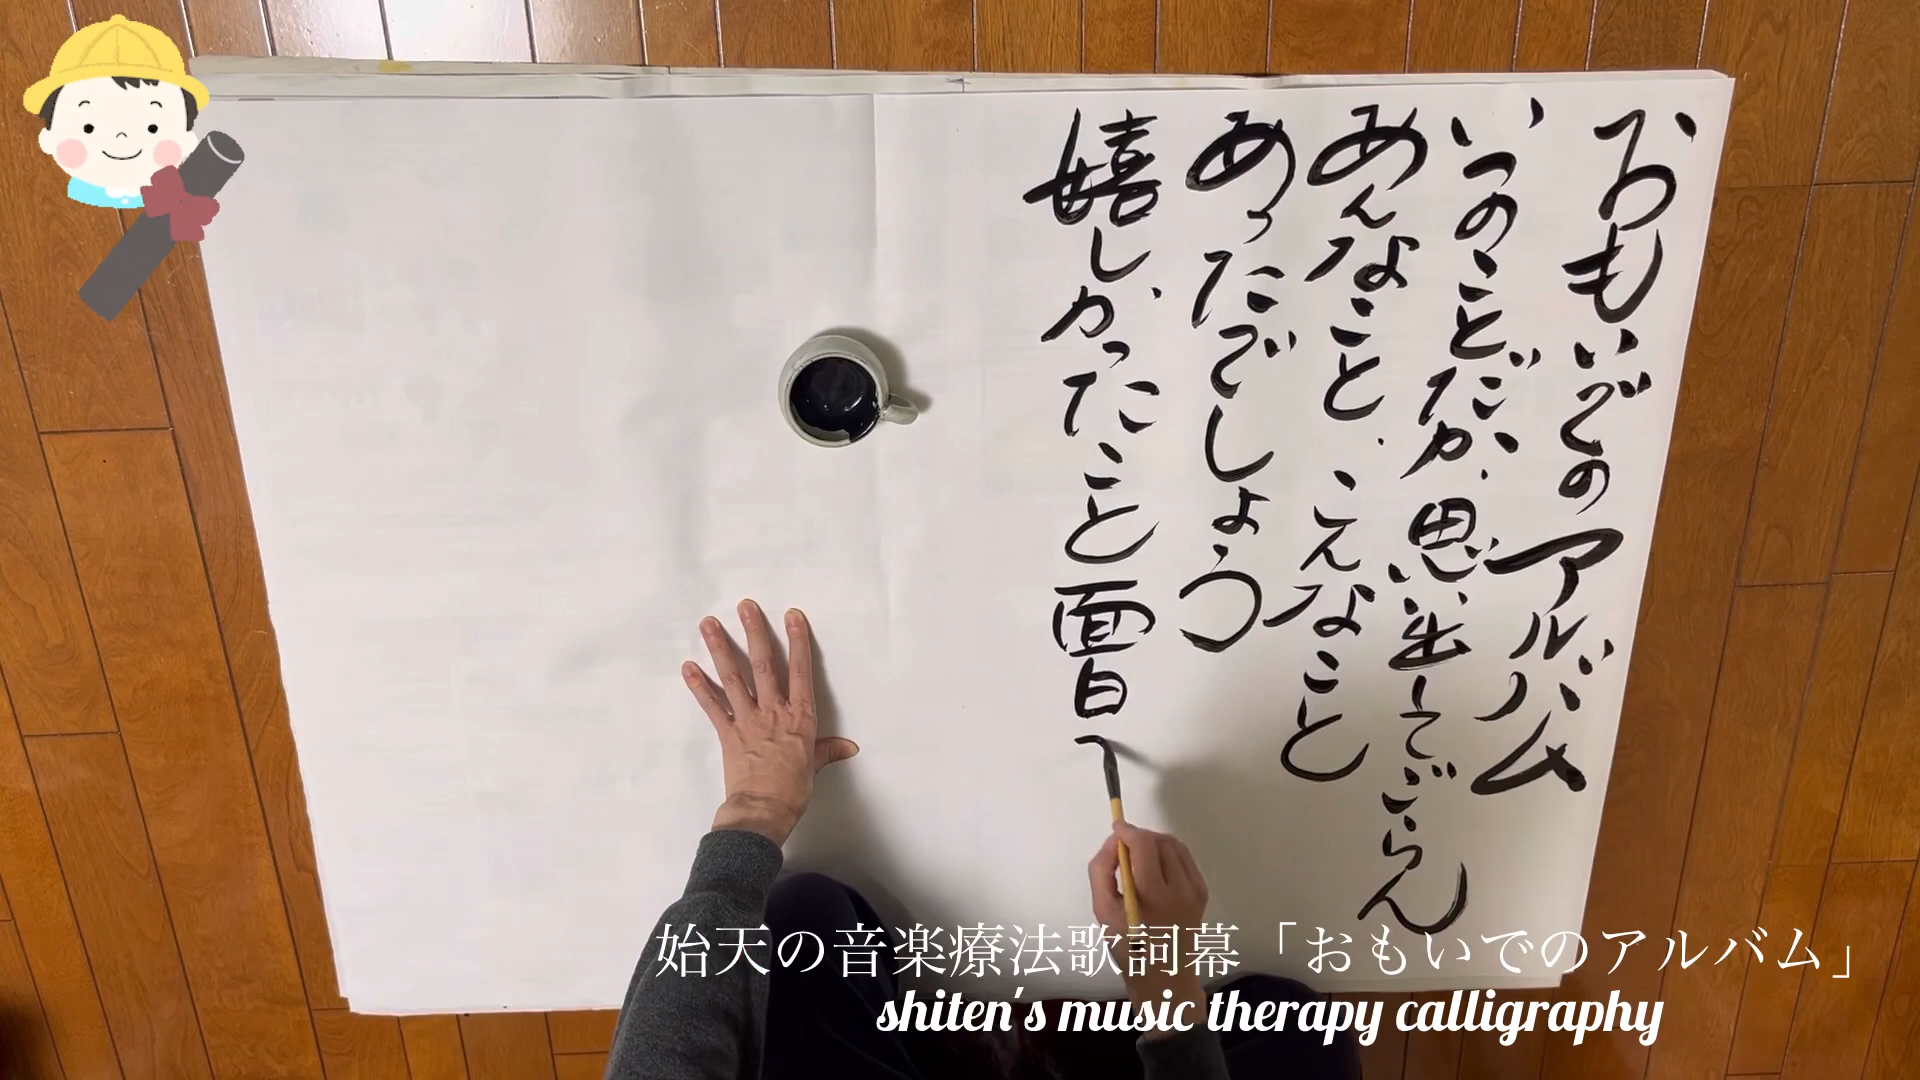 おもいでのアルバム
いつのことだか 思い出してごらん
あんなこと こんなこと
あったでしょう
嬉しかったこと 面白
始天の音楽療法歌詞幕「おもいでのアルバム」
shiten's music therapy calligraphy